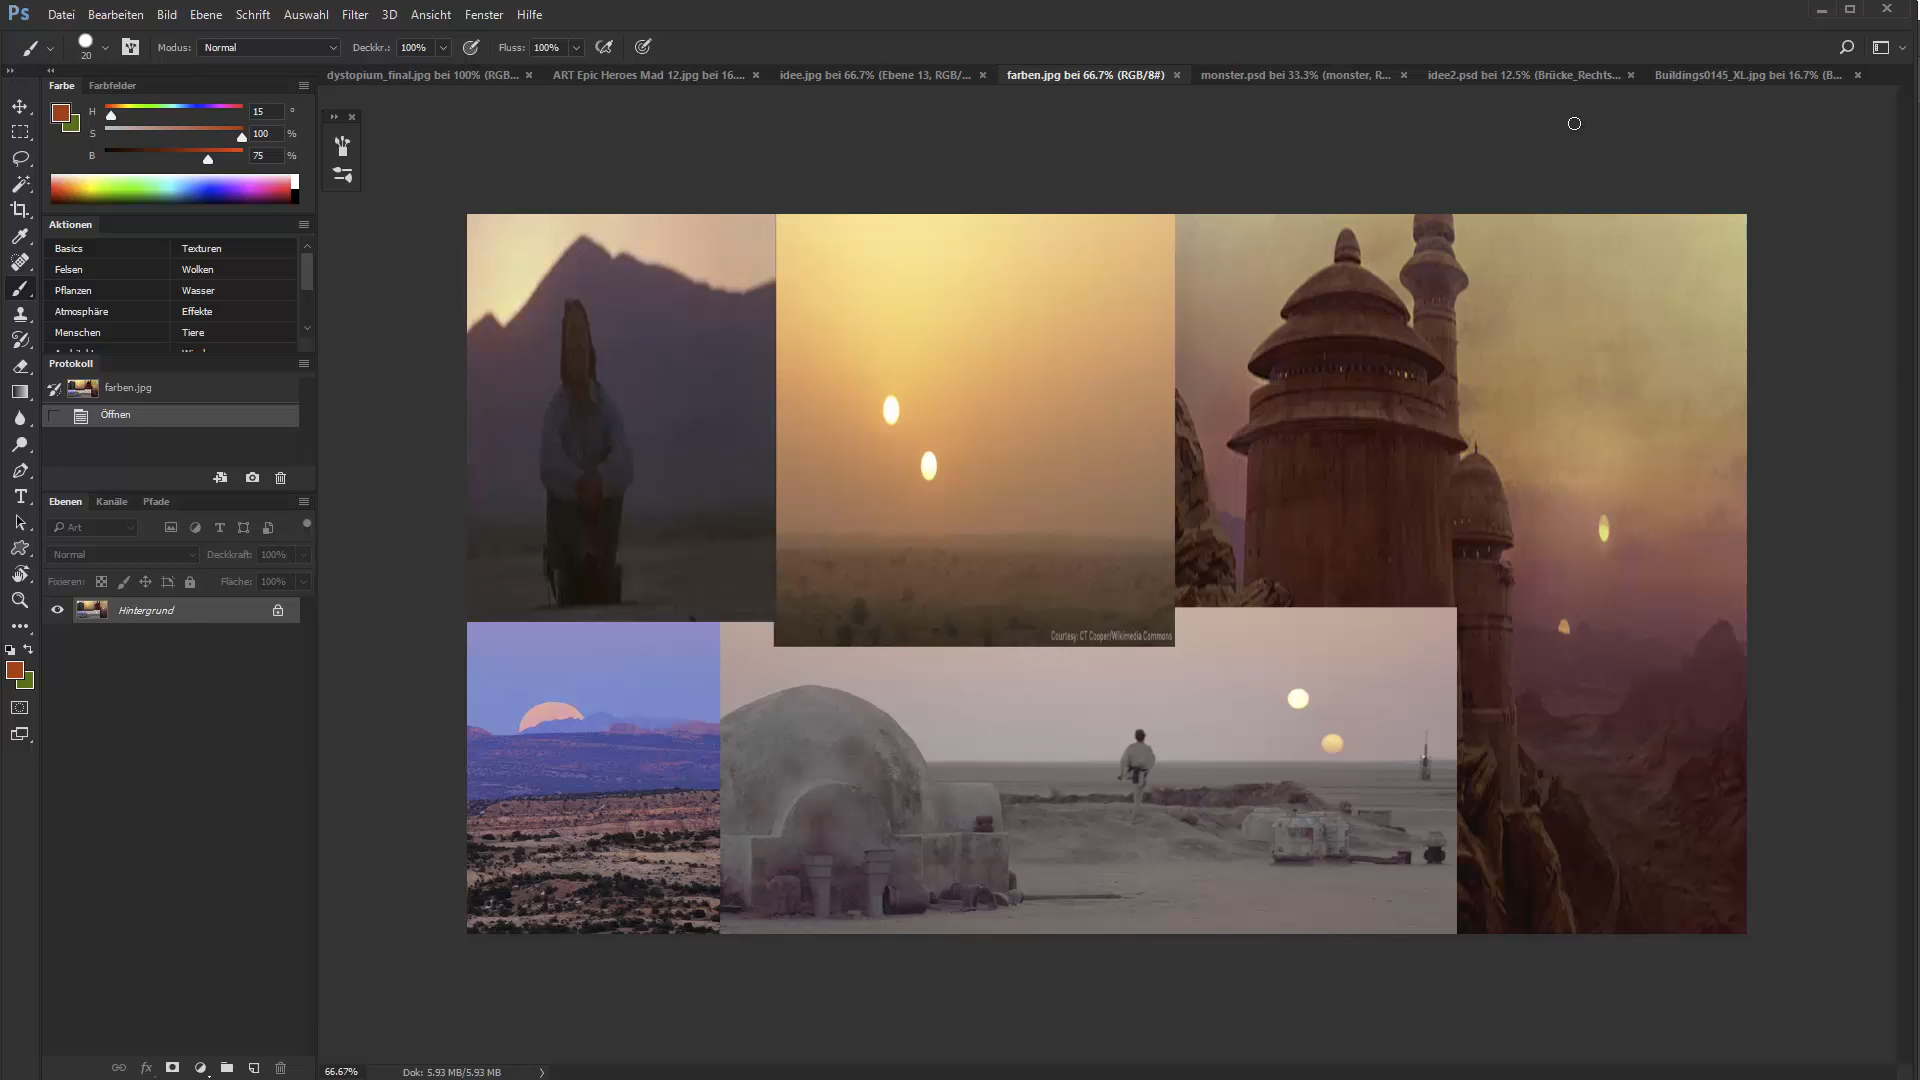 Ps Datei Bearbeiten Bild Ebene Schrift Auswahl Filter 3D Ansicht Fenster Hilfe
20 Modus: Normal Deckkr.: 100% Fluss: 100%
dystopium_final.jpg bei 100% (RGB... × ART Epic Heroes Mad 12.jpg bei 16.... × idee.jpg bei 66.7% (Ebene 13, RGB/... × farben.jpg bei 66.7% (RGB/8#) × monster.psd bei 33.3% (monster, R... × idee2.psd bei 12.5% (Brücke_Rechts... × Buildings0145_XL.jpg bei 16.7% (B... ×
Farbe Farbfelder
H 15 °
S 100 %
B 75 %
Aktionen
Basics Texturen
Felsen Wolken
Pflanzen Wasser
Atmosphäre Effekte
Menschen Tiere
Protokoll
farben.jpg
Öffnen
Ebenen Kanäle Pfade
Art
Normal Deckkraft: 100%
Fixieren: Fläche: 100%
Hintergrund
Courtesy: CT Cooper/Wikimedia Commons
fx
66.67% Dok: 5.93 MB/5.93 MB